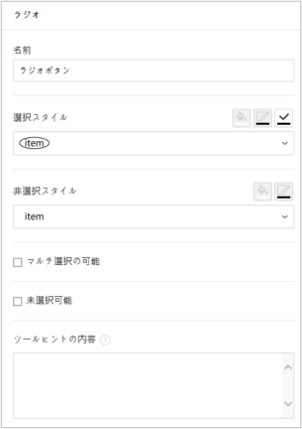 ラジオ
名前
ラジオボタン
選択スタイル
item
非選択スタイル
item
マルチ選択の可能
未選択可能
ツールヒントの内容 ?